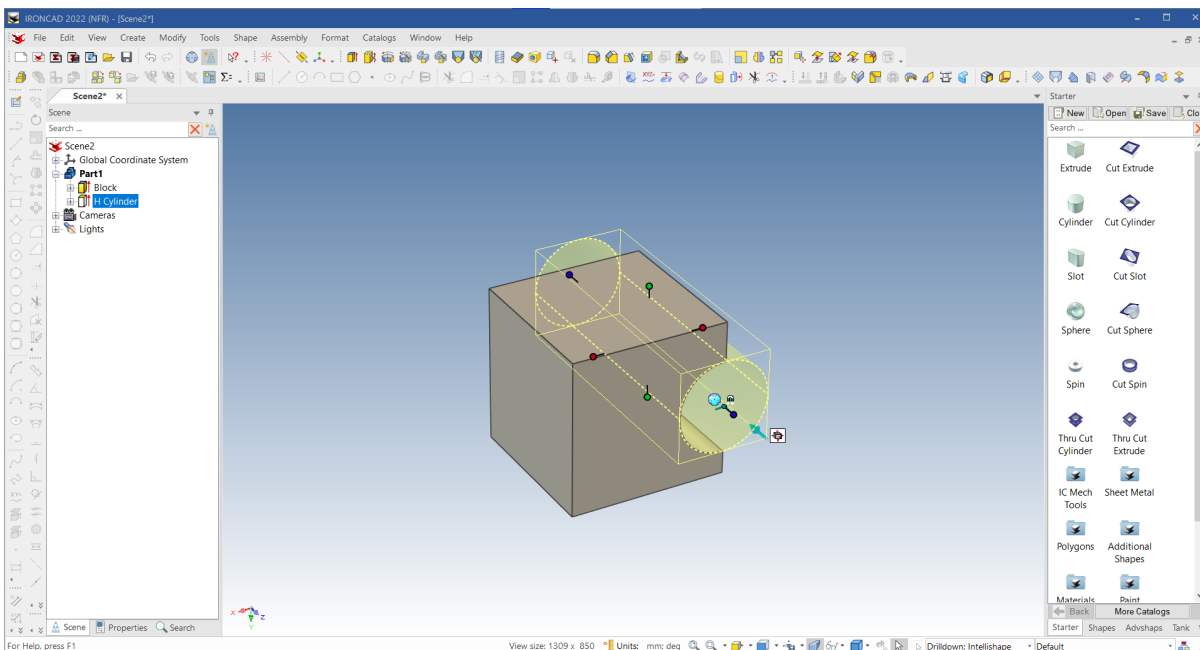 IRONCAD 2022 (NFR) - [Scene2*]
File Edit View Create Modify Tools Shape Assembly Format Catalogs Window Help
Scene2*
Scene
Search ...
Scene2
Global Coordinate System
Part1
Block
H Cylinder
Cameras
Lights
X
Y
Z
Scene Properties Search
Starter
New Open Save Clo
Search ...
Extrude Cut Extrude
Cylinder Cut Cylinder
Slot Cut Slot
Sphere Cut Sphere
Spin Cut Spin
Thru Cut Thru Cut
Cylinder Extrude
IC Mech Sheet Metal
Tools
Polygons Additional
Shapes
Materials Paint
Back More Catalogs
Starter Shapes Advshaps Tank
For Help, press F1
View size: 1309 x 850 Units: mm; deg Drilldown: Intellishape Default